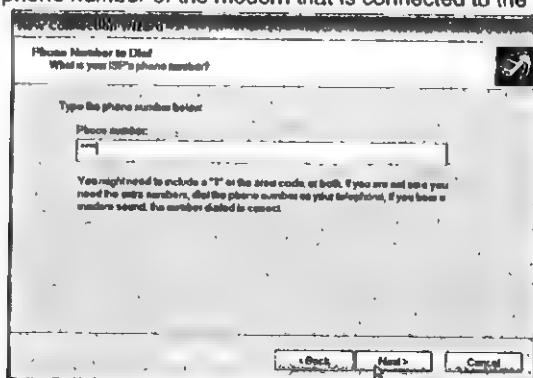 phone number of the modem that is connected to the
New Connection Wizard
Phone Number to Dial
What is your ISP's phone number?
Type the phone number below.
Phone number:
You might need to include a "1" or the area code, or both. If you are not sure you
need the extra numbers, dial the phone number on your telephone. If you hear a
modem sound, the number dialed is correct.
< Back
Next >
Cancel